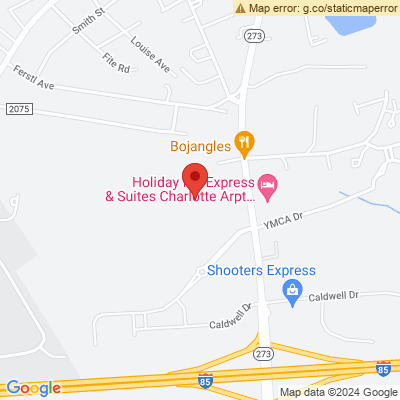 Map error: g.co/staticmaperror
Smith St
Louise Ave
273
Fite Rd
Ferstl Ave
2075
Bojangles
Holiday Inn Express
& Suites Charlotte Arpt...
YMCA Dr
Shooters Express
Caldwell Dr
Caldwell Dr
273
85
85
Google
Map data ©2024 Google